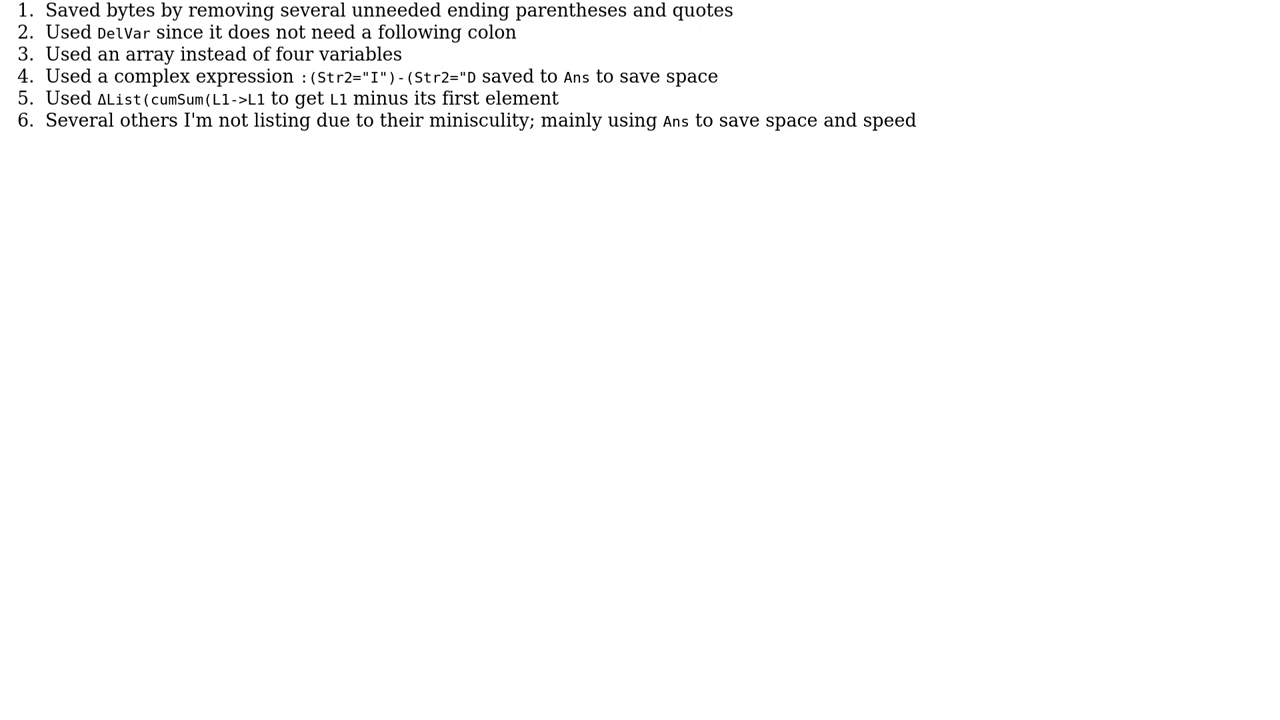 1. Saved bytes by removing several unneeded ending parentheses and quotes
2. Used DelVar since it does not need a following colon
3. Used an array instead of four variables
4. Used a complex expression :(Str2="I")-(Str2="D saved to Ans to save space
5. Used ΔList(cumSum(L1->L1 to get L1 minus its first element
6. Several others I'm not listing due to their minisculity; mainly using Ans to save space and speed